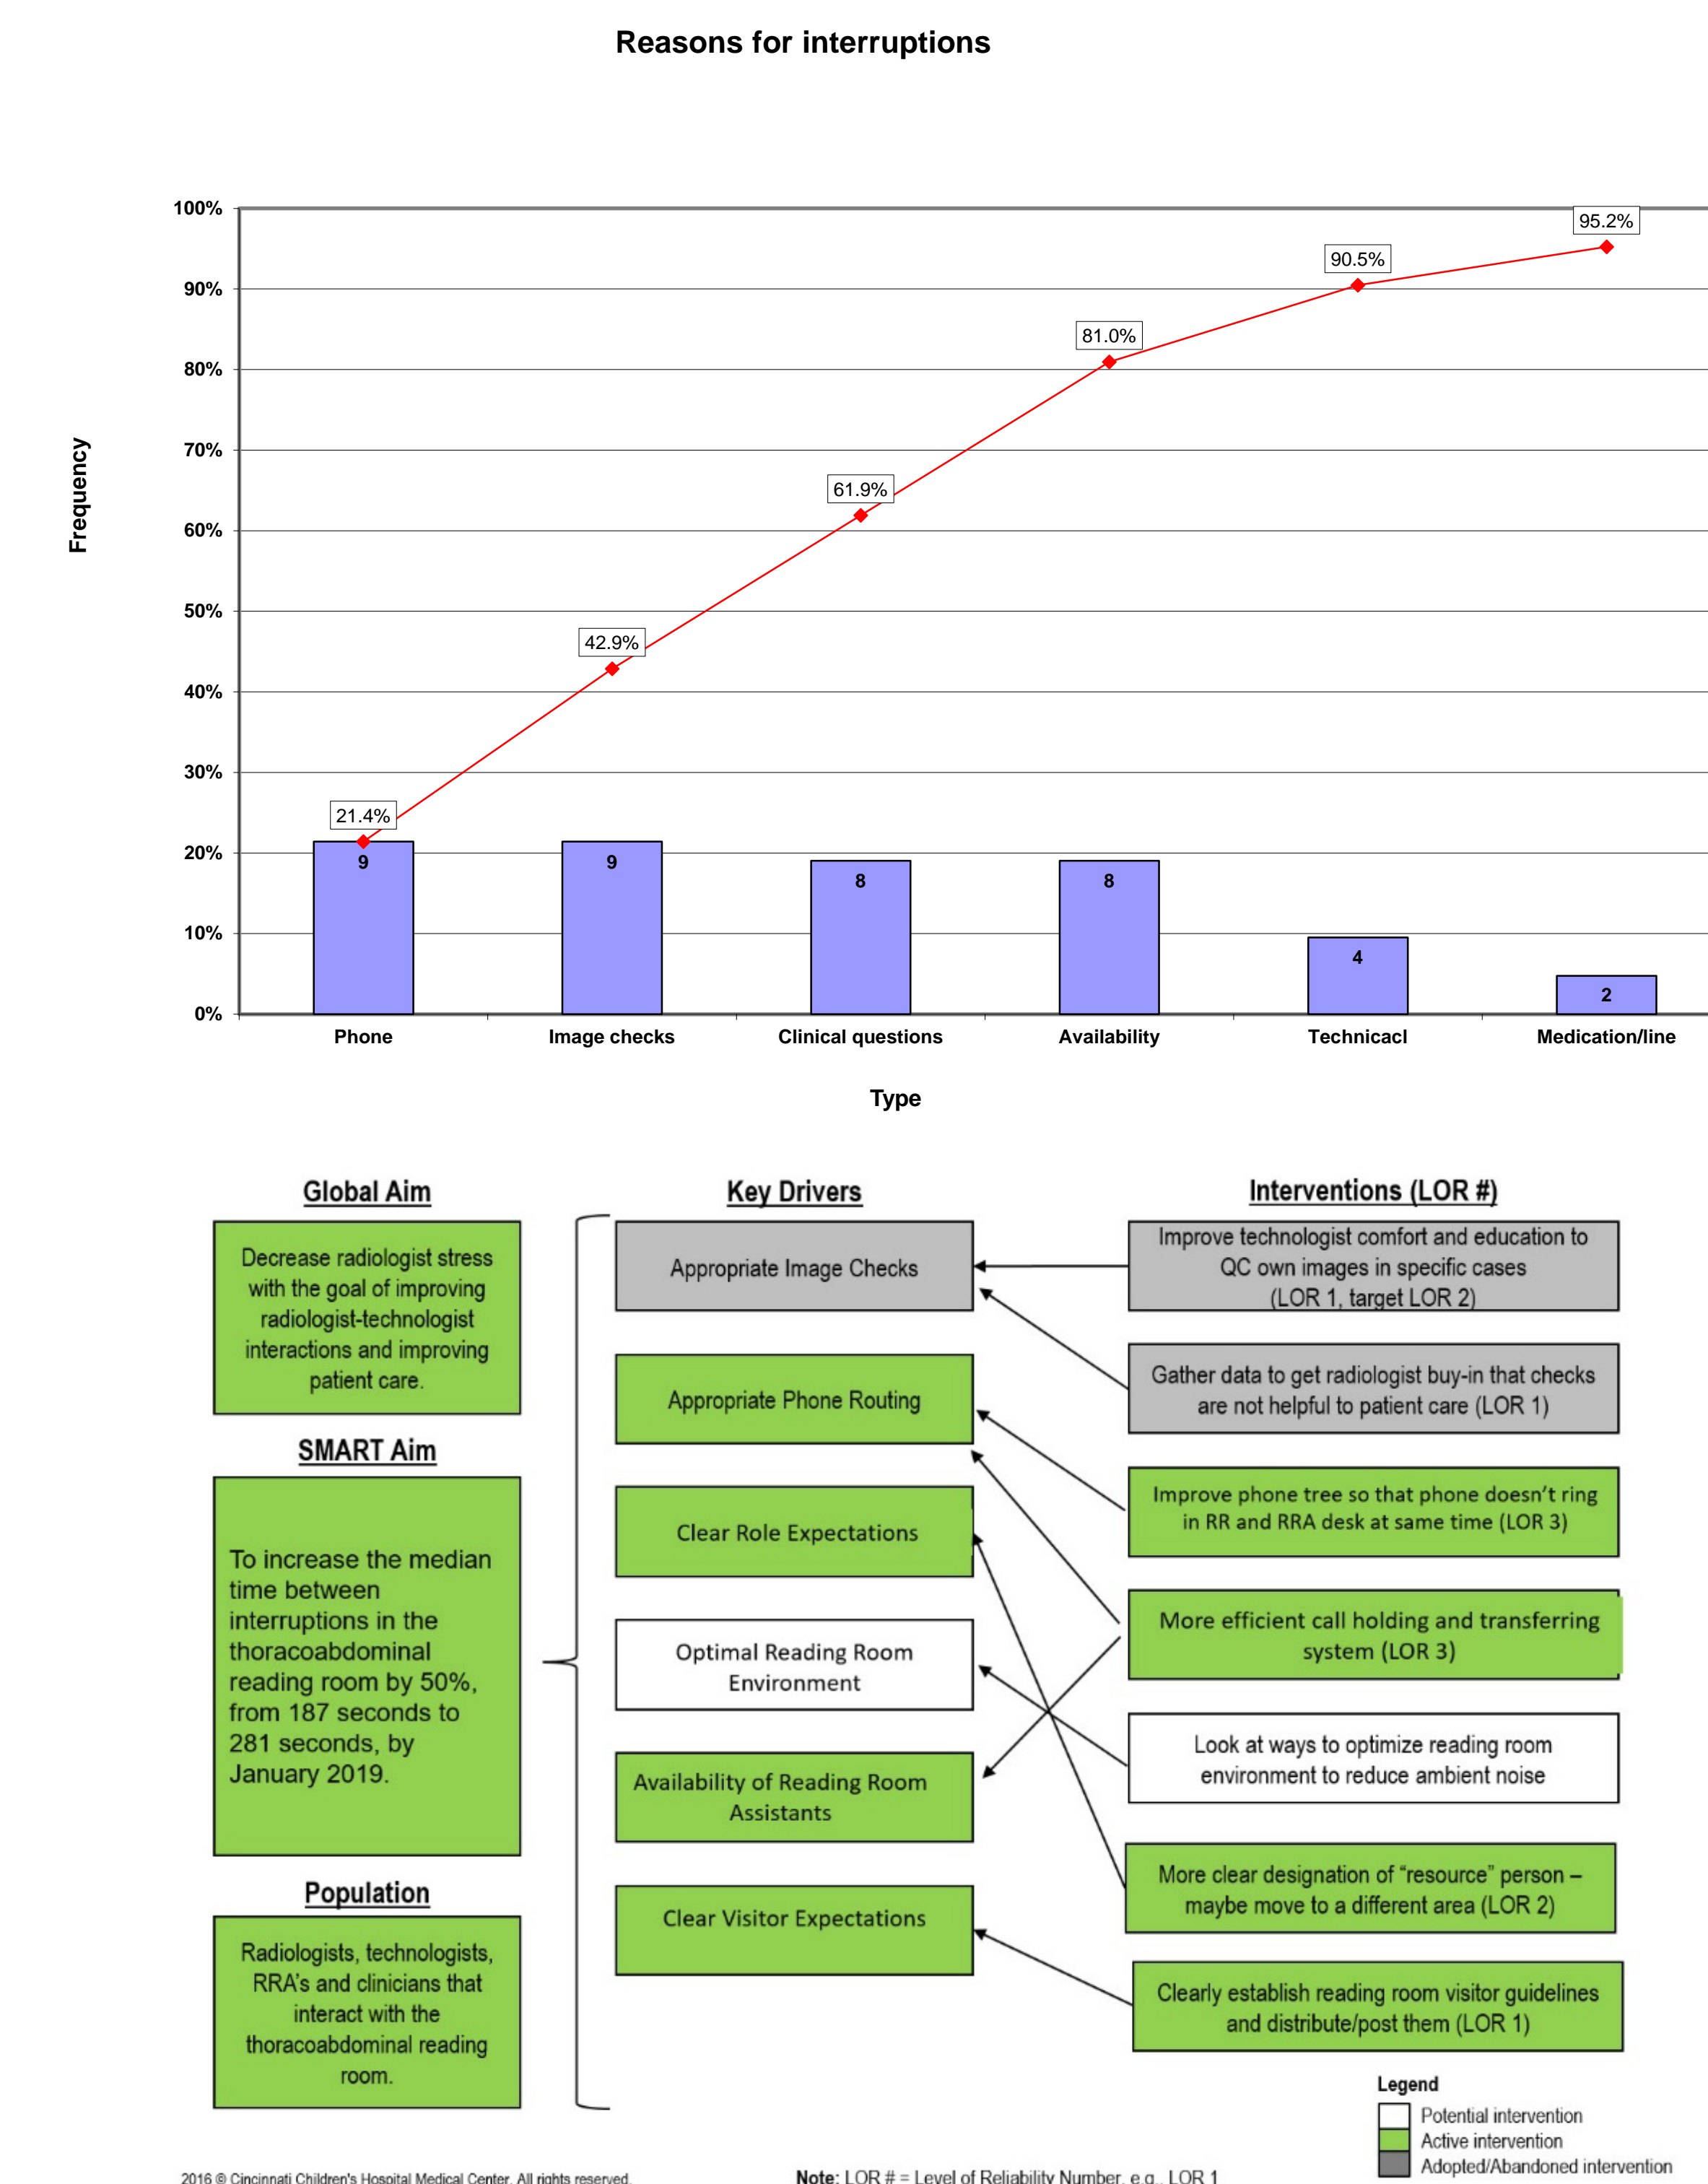 Reasons for interruptions
Frequency
100%
90%
80%
70%
60%
50%
40%
30%
20%
10%
0%
21.4%
42.9%
61.9%
81.0%
90.5%
95.2%
9
9
8
8
4
2
Phone
Image checks
Clinical questions
Availability
Technicacl
Medication/line
Type
Global Aim
Decrease radiologist stress
with the goal of improving
radiologist-technologist
interactions and improving
patient care.
SMART Aim
To increase the median
time between
interruptions in the
thoracoabdominal
reading room by 50%,
from 187 seconds to
281 seconds, by
January 2019.
Population
Radiologists, technologists,
RRA's and clinicians that
interact with the
thoracoabdominal reading
room.
Key Drivers
Appropriate Image Checks
Appropriate Phone Routing
Clear Role Expectations
Optimal Reading Room
Environment
Availability of Reading Room
Assistants
Clear Visitor Expectations
Interventions (LOR #)
Improve technologist comfort and education to
QC own images in specific cases
(LOR 1, target LOR 2)
Gather data to get radiologist buy-in that checks
are not helpful to patient care (LOR 1)
Improve phone tree so that phone doesn't ring
in RR and RRA desk at same time (LOR 3)
More efficient call holding and transferring
system (LOR 3)
Look at ways to optimize reading room
environment to reduce ambient noise
More clear designation of “resource” person –
maybe move to a different area (LOR 2)
Clearly establish reading room visitor guidelines
and distribute/post them (LOR 1)
Legend
Potential intervention
Active intervention
Adopted/Abandoned intervention
2016 © Cincinnati Children's Hospital Medical Center. All rights reserved.
Note: LOR # = Level of Reliability Number, e.g., LOR 1